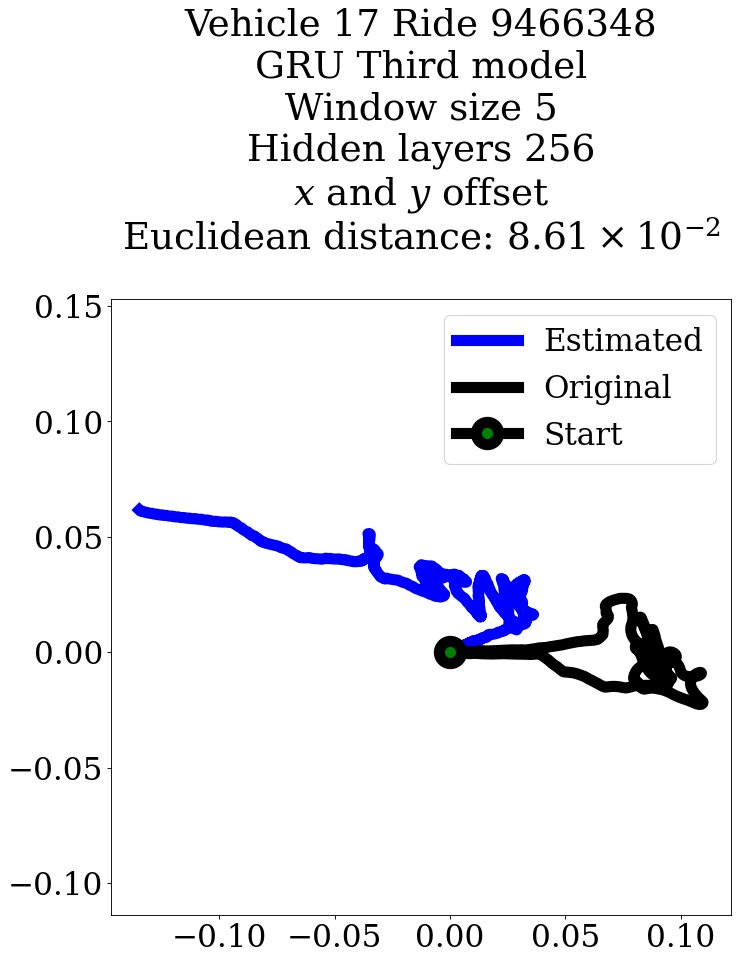 Vehicle 17 Ride 9466348
GRU Third model
Window size 5
Hidden layers 256
x and y offset
Euclidean distance: 8.61 × 10⁻²
Estimated
Original
Start
0.15
0.10
0.05
0.00
−0.05
−0.10
−0.10 −0.05 0.00 0.05 0.10